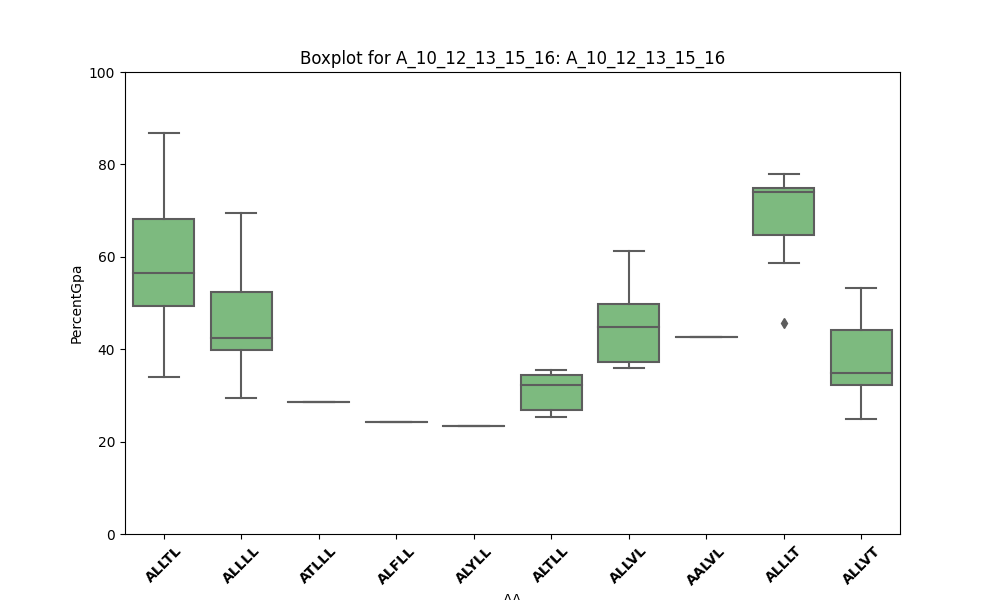 Boxplot for A_10_12_13_15_16: A_10_12_13_15_16
PercentGpa
100
80
60
40
20
0
ALLTL
ALLLL
ATLLL
ALFLL
ALYLL
ALTLL
ALLVL
AALVL
ALLLT
ALLVT
AA